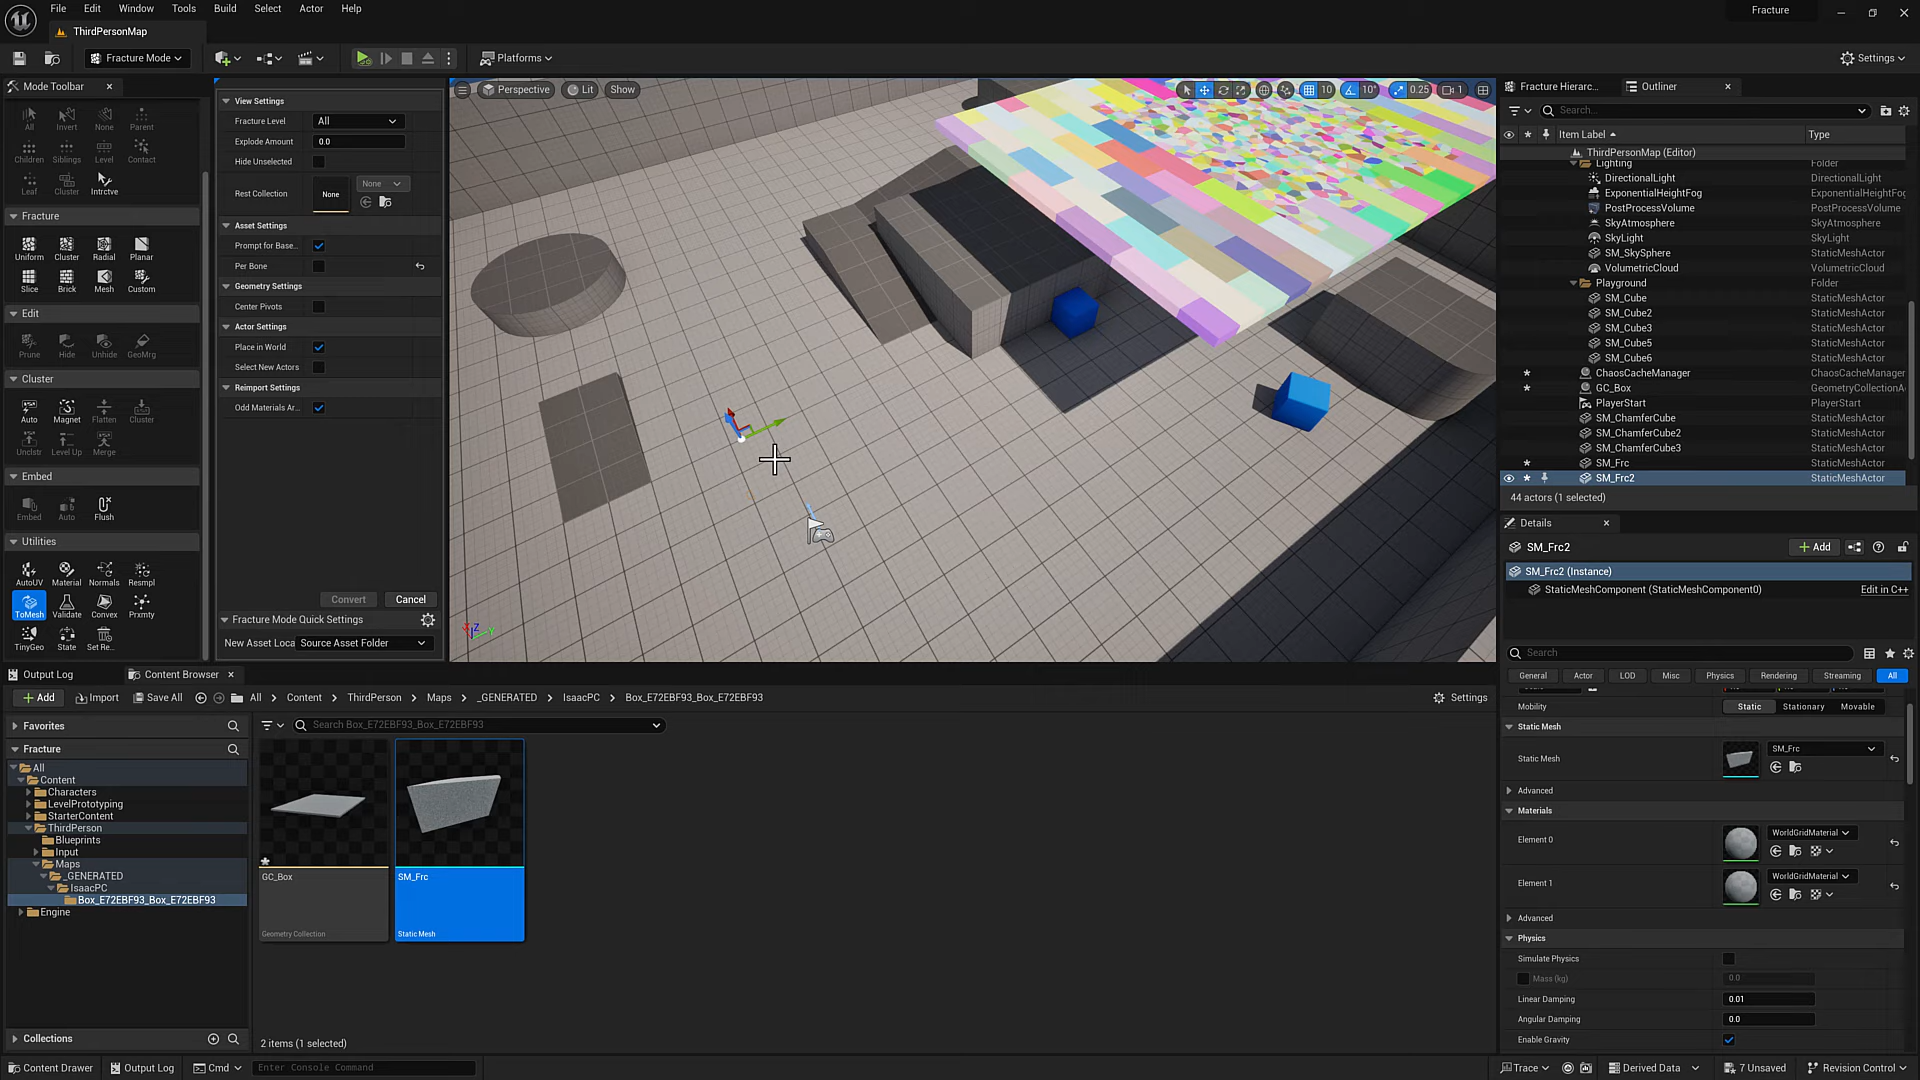 File Edit Window Tools Build Select Actor Help
Fracture
ThirdPersonMap
Fracture Mode
Platforms
Settings
Mode Toolbar
All Invert None Parent
Children Siblings Level Contact
Leaf Cluster Intrctve
Fracture
Uniform Cluster Radial Planar
Slice Brick Mesh Custom
Edit
Prune Hide Unhide GeoMrg
Cluster
Auto Magnet Flatten Cluster
Unclstr Level Up Merge
Embed
Embed Auto Flush
Utilities
AutoUV Material Normals Resmpl
ToMesh Validate Convex Prxmty
TinyGeo State Set Re...
View Settings
Fracture Level All
Explode Amount 0.0
Hide Unselected
Rest Collection None None
Asset Settings
Prompt for Base...
Per Bone
Geometry Settings
Center Pivots
Actor Settings
Place in World
Select New Actors
Reimport Settings
Odd Materials Ar...
Convert Cancel
Fracture Mode Quick Settings
New Asset Loca Source Asset Folder
Perspective Lit Show
10 10° 0.25 1
X Z Y
Fracture Hierarc... Outliner
Search...
Item Label Type
ThirdPersonMap (Editor)
Lighting Folder
DirectionalLight DirectionalLight
ExponentialHeightFog ExponentialHeightFog
PostProcessVolume PostProcessVolume
SkyAtmosphere SkyAtmosphere
SkyLight SkyLight
SM_SkySphere StaticMeshActor
VolumetricCloud VolumetricCloud
Playground Folder
SM_Cube StaticMeshActor
SM_Cube2 StaticMeshActor
SM_Cube3 StaticMeshActor
SM_Cube5 StaticMeshActor
SM_Cube6 StaticMeshActor
ChaosCacheManager ChaosCacheManager
GC_Box GeometryCollectionA
PlayerStart PlayerStart
SM_ChamferCube StaticMeshActor
SM_ChamferCube2 StaticMeshActor
SM_ChamferCube3 StaticMeshActor
SM_Frc StaticMeshActor
SM_Frc2 StaticMeshActor
44 actors (1 selected)
Details
SM_Frc2
Add
SM_Frc2 (Instance)
StaticMeshComponent (StaticMeshComponent0) Edit in C++
Search
General Actor LOD Misc Physics Rendering Streaming All
Mobility Static Stationary Movable
Static Mesh
Static Mesh SM_Frc
Advanced
Materials
Element 0 WorldGridMaterial
Element 1 WorldGridMaterial
Advanced
Physics
Simulate Physics
Mass (kg) 0.0
Linear Damping 0.01
Angular Damping 0.0
Enable Gravity
Output Log Content Browser
Add Import Save All All Content ThirdPerson Maps _GENERATED IsaacPC Box_E72EBF93_Box_E72EBF93 Settings
Favorites
Search Box_E72EBF93_Box_E72EBF93
Fracture
All
Content
Characters
LevelPrototyping
StarterContent
ThirdPerson
Blueprints
Input
Maps
_GENERATED
IsaacPC
Box_E72EBF93_Box_E72EBF93
Engine
Collections
GC_Box
Geometry Collection
SM_Frc
Static Mesh
2 items (1 selected)
Content Drawer Output Log Cmd Enter Console Command
Trace Derived Data 7 Unsaved Revision Control